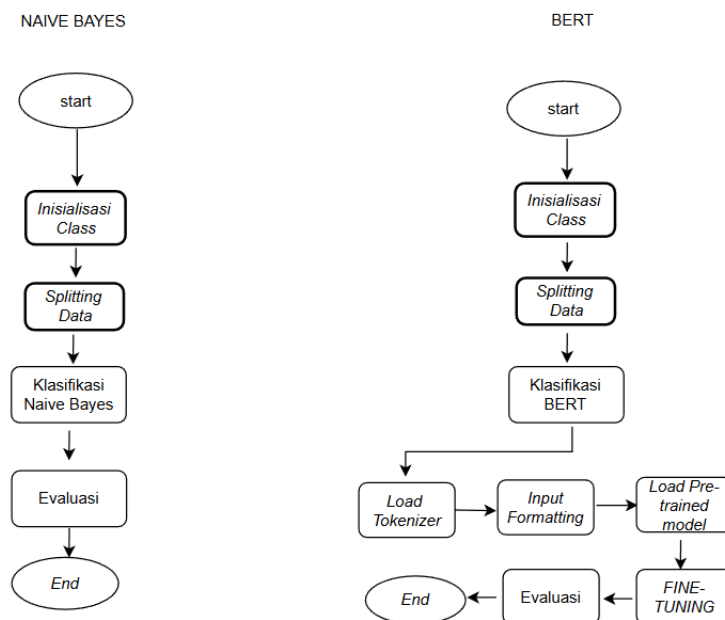 NAIVE BAYES
start
Inisialisasi
Class
Splitting
Data
Klasifikasi
Naive Bayes
Evaluasi
End
BERT
start
Inisialisasi
Class
Splitting
Data
Klasifikasi
BERT
Load
Tokenizer
Input
Formatting
Load Pre-
trained
model
FINE-
TUNING
Evaluasi
End